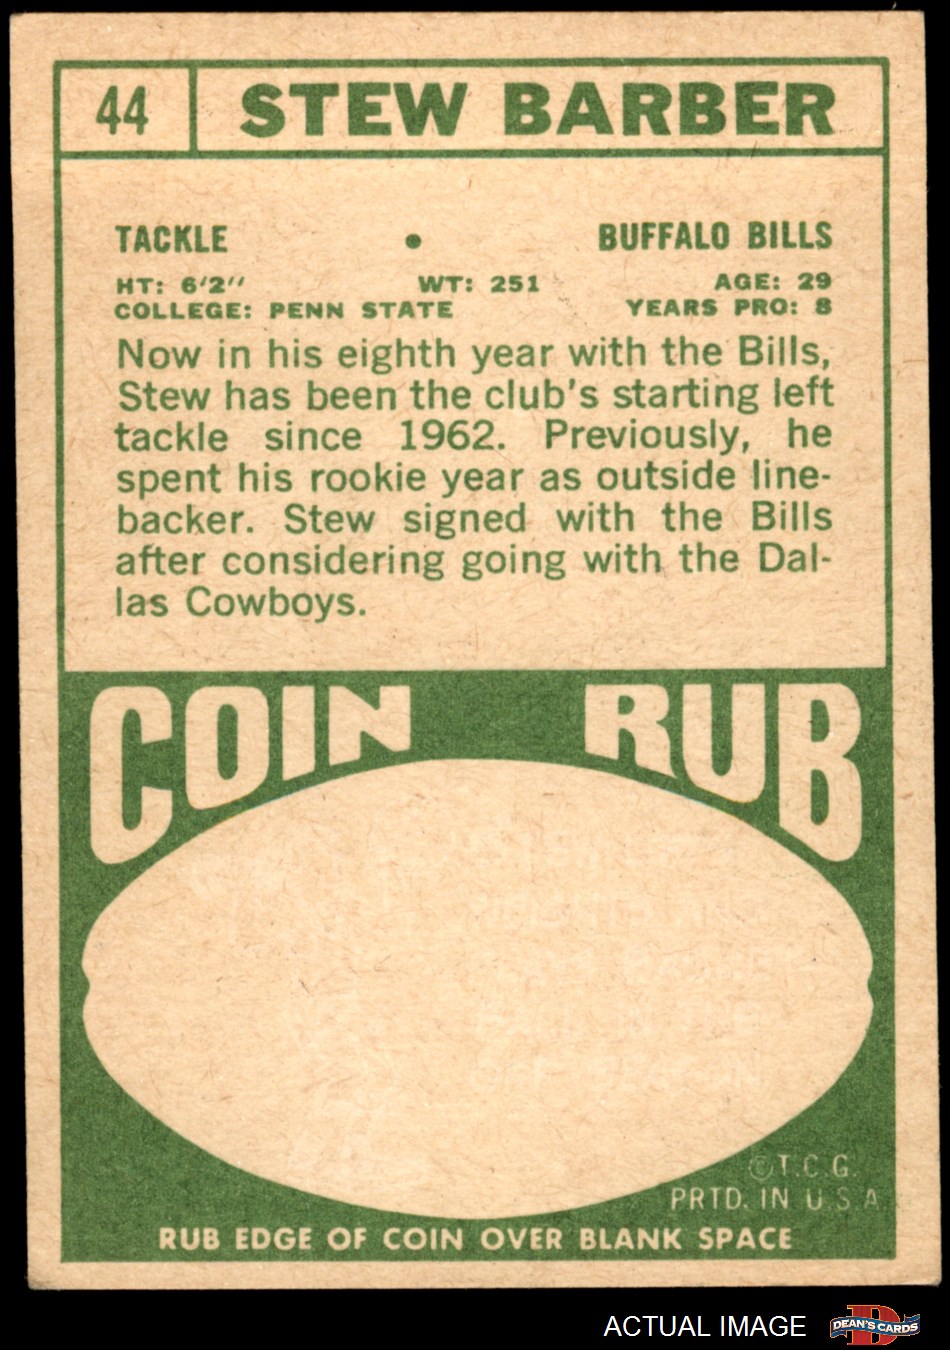 44 STEW BARBER
TACKLE • BUFFALO BILLS
HT: 6'2'' WT: 251 AGE: 29
COLLEGE: PENN STATE YEARS PRO: 8
Now in his eighth year with the Bills,
Stew has been the club's starting left
tackle since 1962. Previously, he
spent his rookie year as outside line-
backer. Stew signed with the Bills
after considering going with the Dal-
las Cowboys.
COIN RUB
©T.C.G.
PRTD. IN U.S.A
RUB EDGE OF COIN OVER BLANK SPACE
ACTUAL IMAGE
D
DEAN'S CARDS